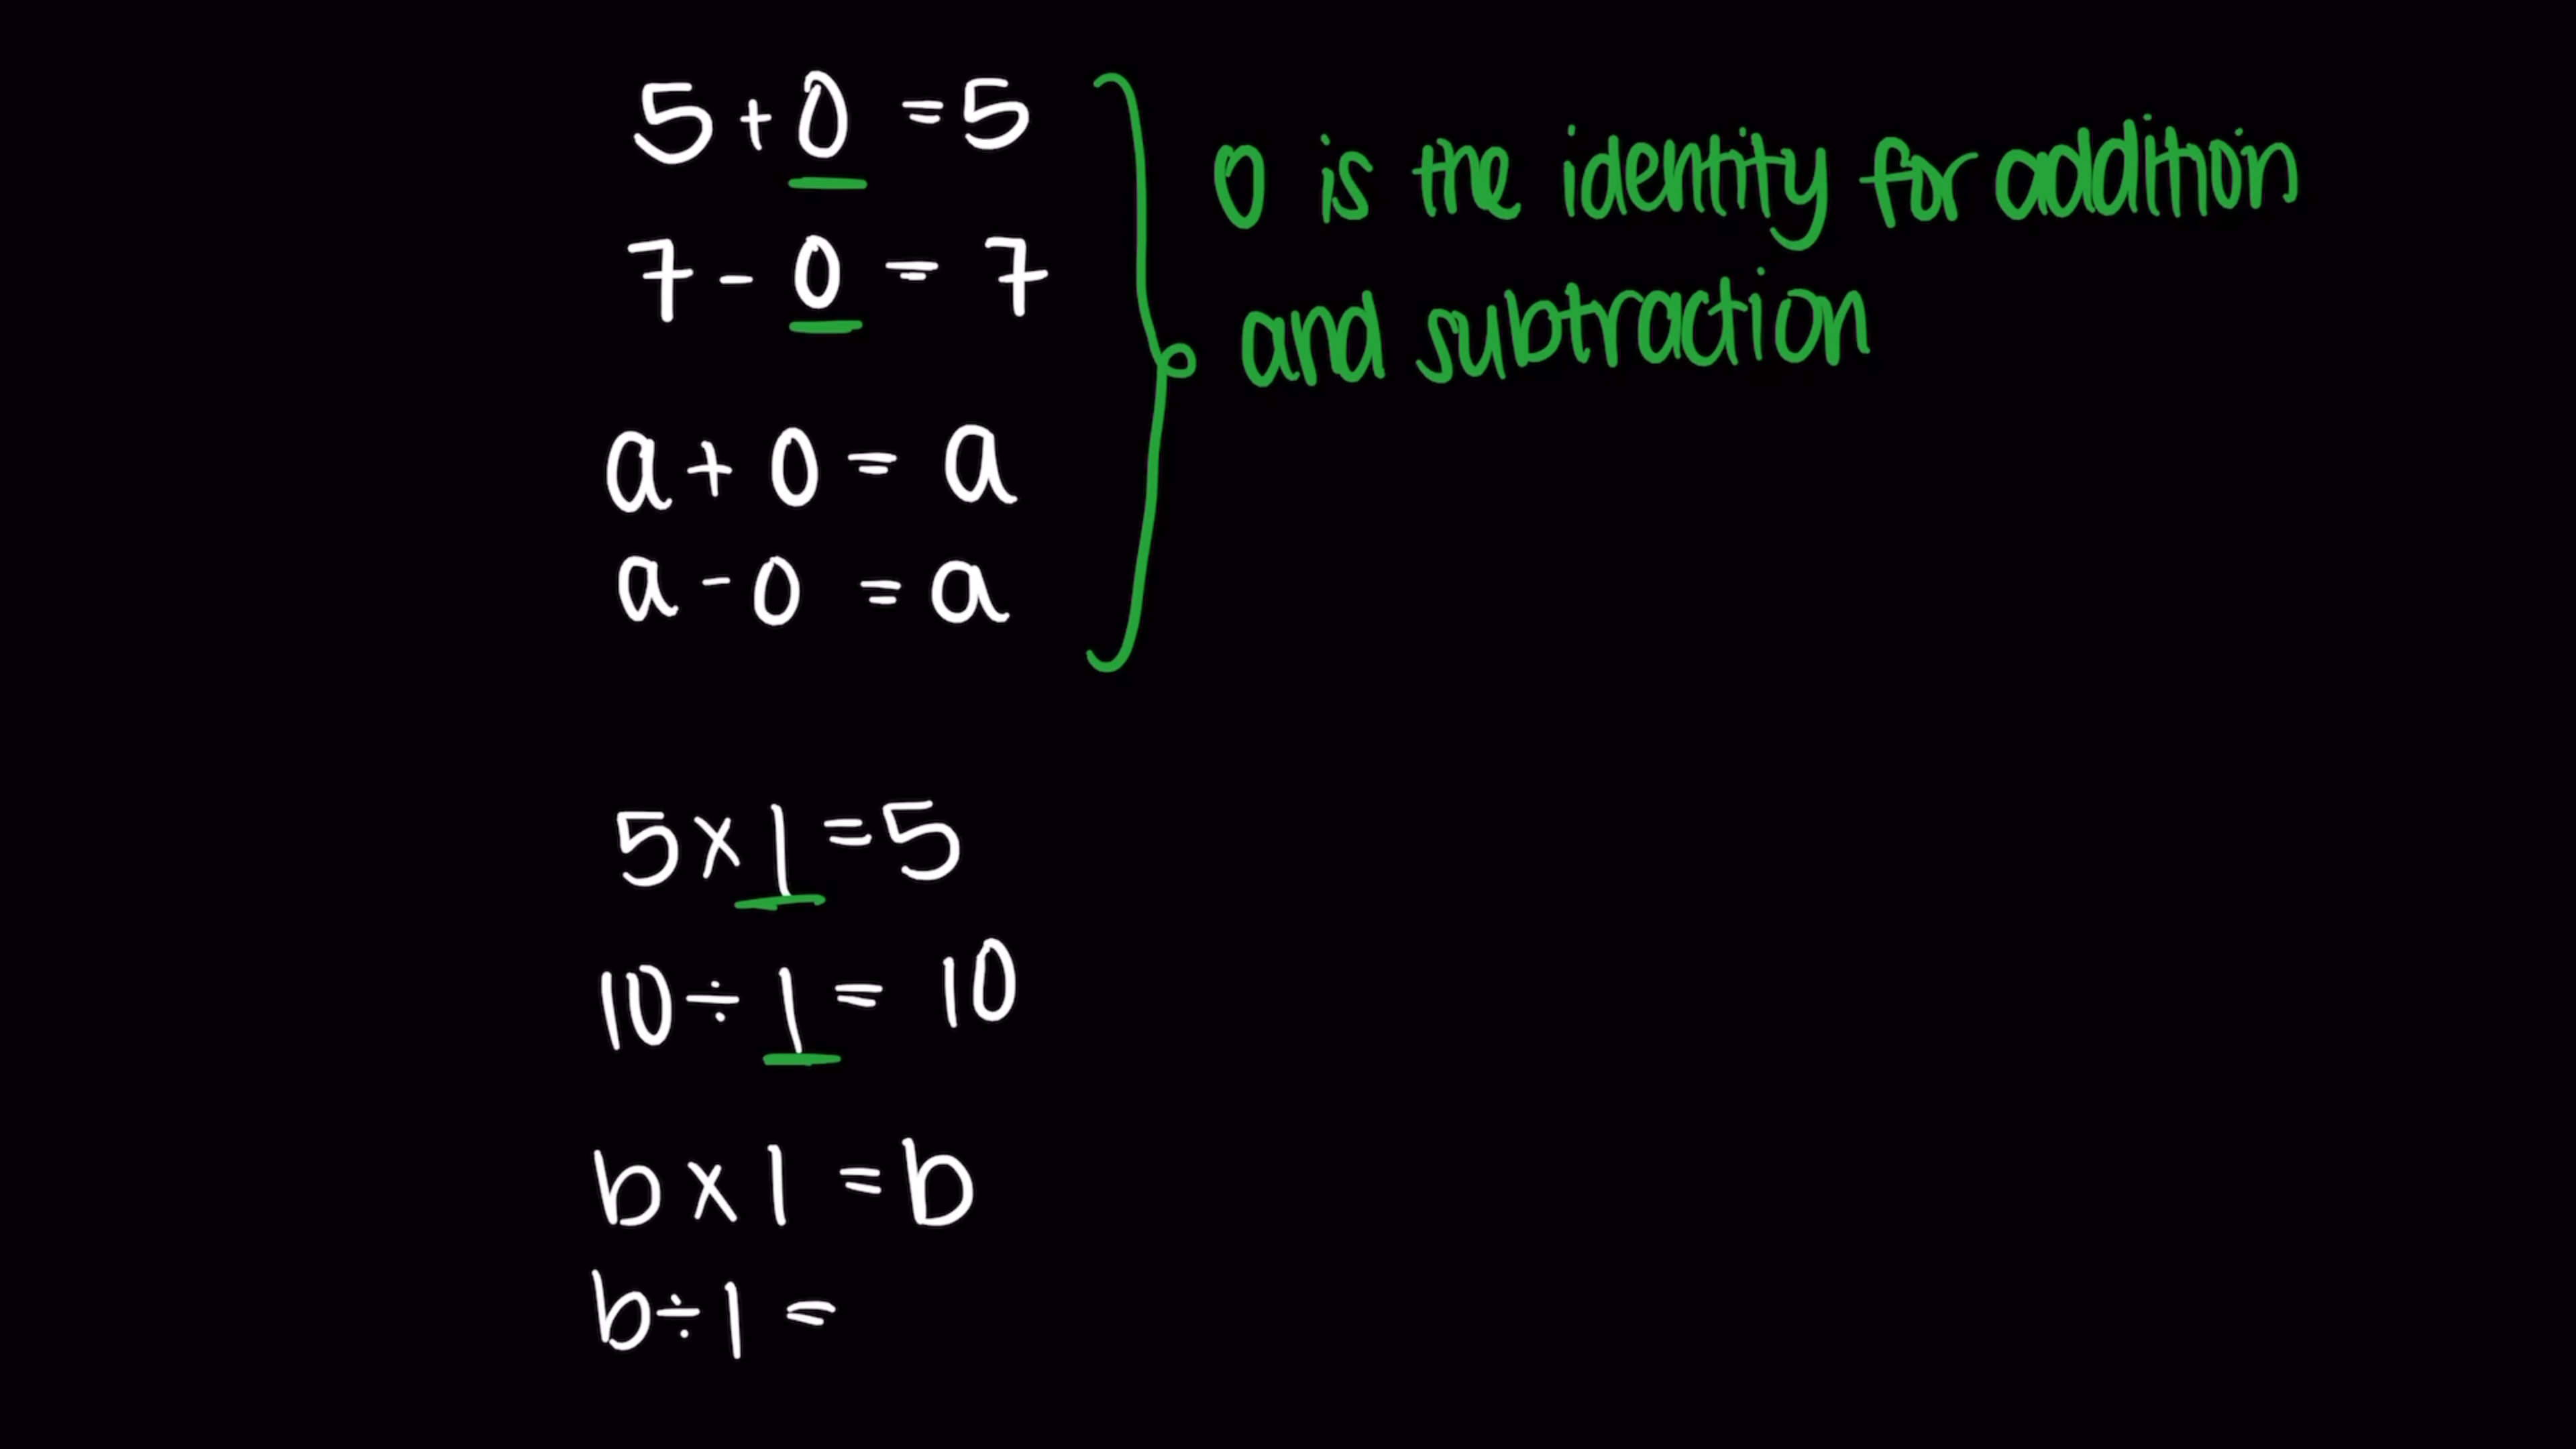 5 + 0 = 5
7 - 0 = 7
a + 0 = a
a - 0 = a
0 is the identity for addition
and subtraction
5 x 1 = 5
10 ÷ 1 = 10
b x 1 = b
b ÷ 1 =